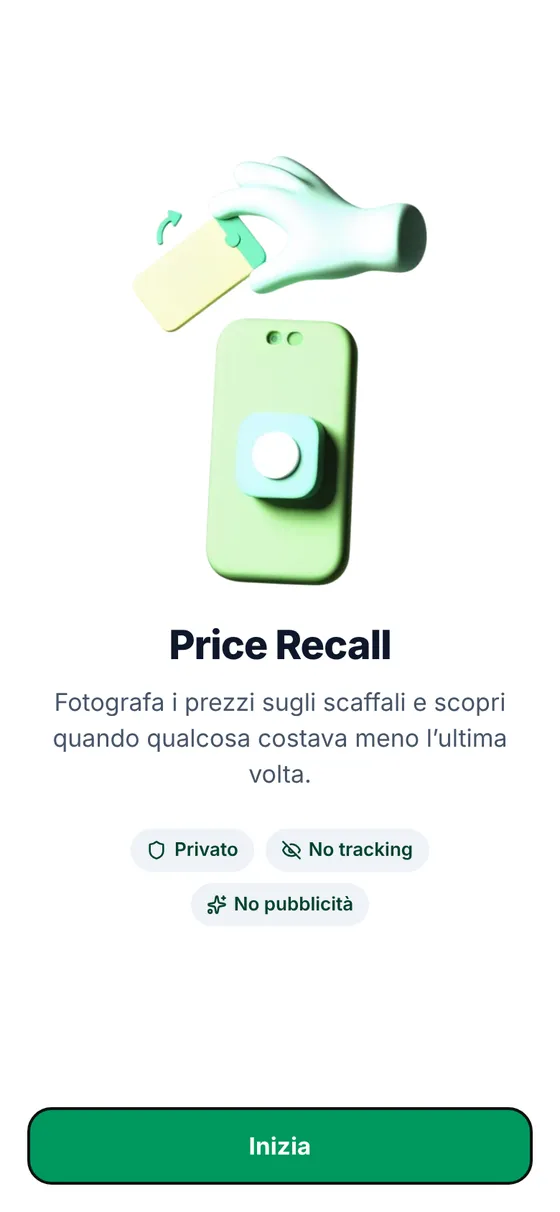 Price Recall
Fotografa i prezzi sugli scaffali e scopri
quando qualcosa costava meno l’ultima
volta.
Privato
No tracking
No pubblicità
Inizia